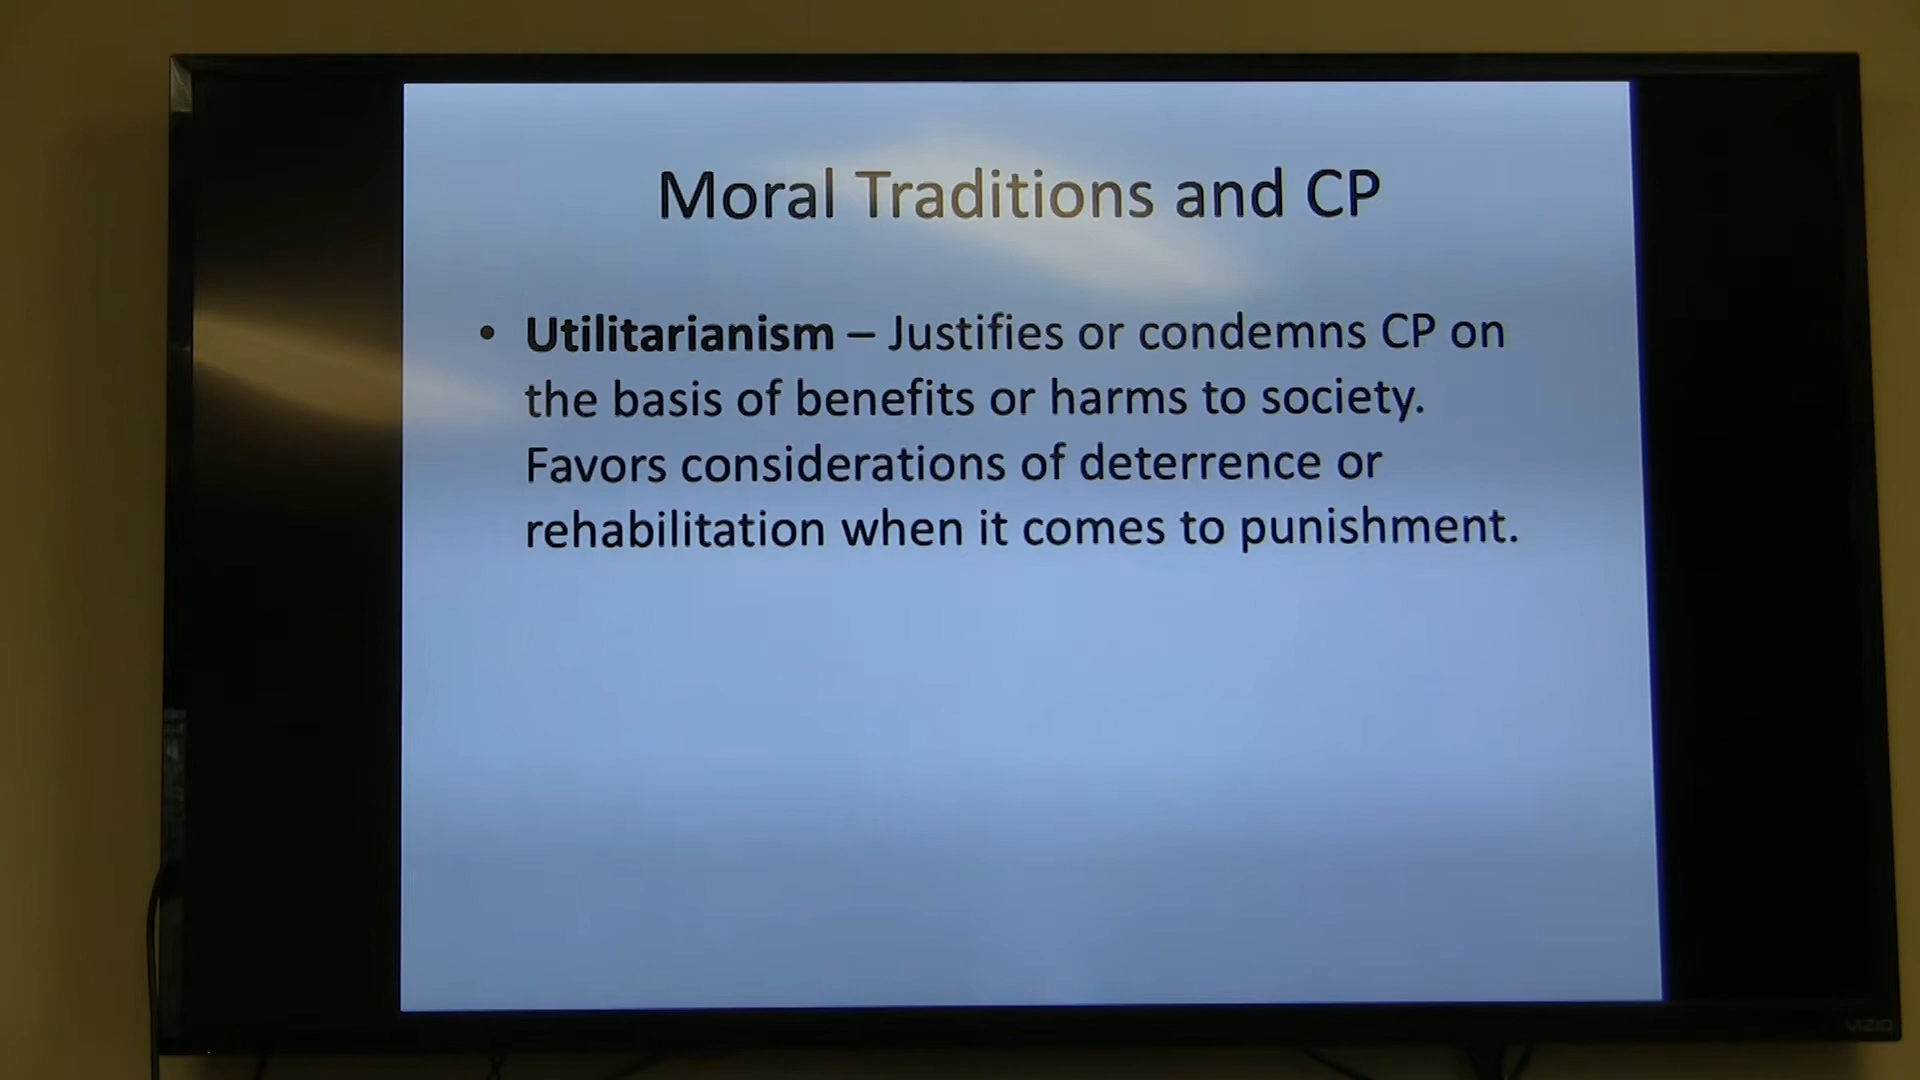 Moral Traditions and CP
• Utilitarianism – Justifies or condemns CP on
the basis of benefits or harms to society.
Favors considerations of deterrence or
rehabilitation when it comes to punishment.
VIZIO